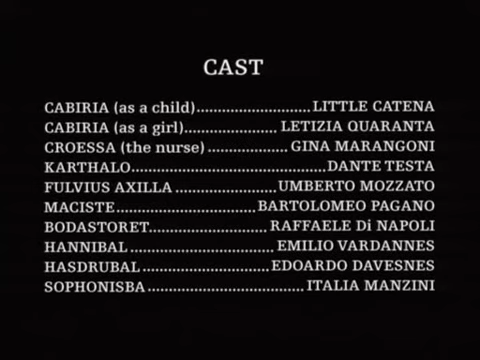 CAST
CABIRIA (as a child)..............................LITTLE CATENA
CABIRIA (as a girl)........................ LETIZIA QUARANTA
CROESSA (the nurse) .....................GINA MARANGONI
KARTHALO...................................................DANTE TESTA
FULVIUS AXILLA ...........................UMBERTO MOZZATO
MACISTE.....................................BARTOLOMEO PAGANO
BODASTORET................................RAFFAELE Di NAPOLI
HANNIBAL ......................................EMILIO VARDANNES
HASDRUBAL .................................EDOARDO DAVESNES
SOPHONISBA .........................................ITALIA MANZINI